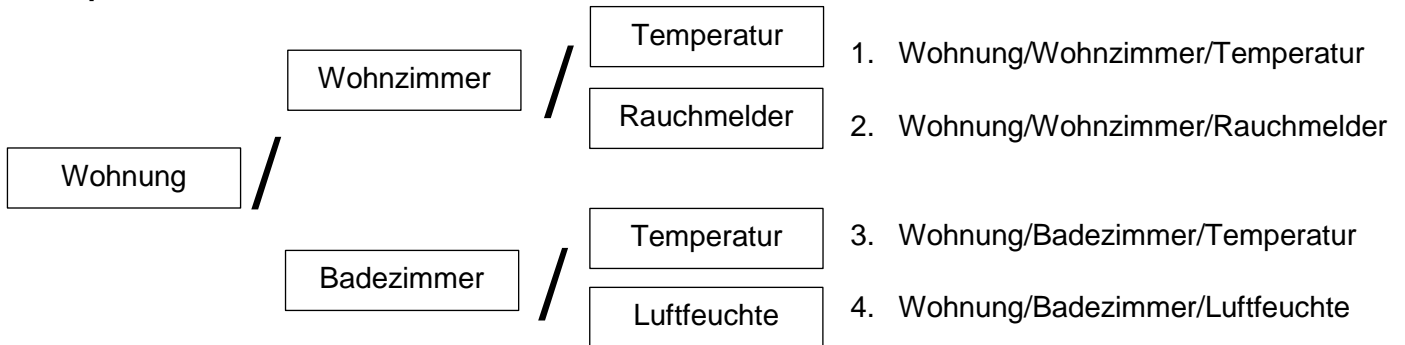 Temperatur
1. Wohnung/Wohnzimmer/Temperatur
Wohnzimmer /
Rauchmelder
2. Wohnung/Wohnzimmer/Rauchmelder
Wohnung /
Temperatur
3. Wohnung/Badezimmer/Temperatur
Badezimmer /
Luftfeuchte
4. Wohnung/Badezimmer/Luftfeuchte